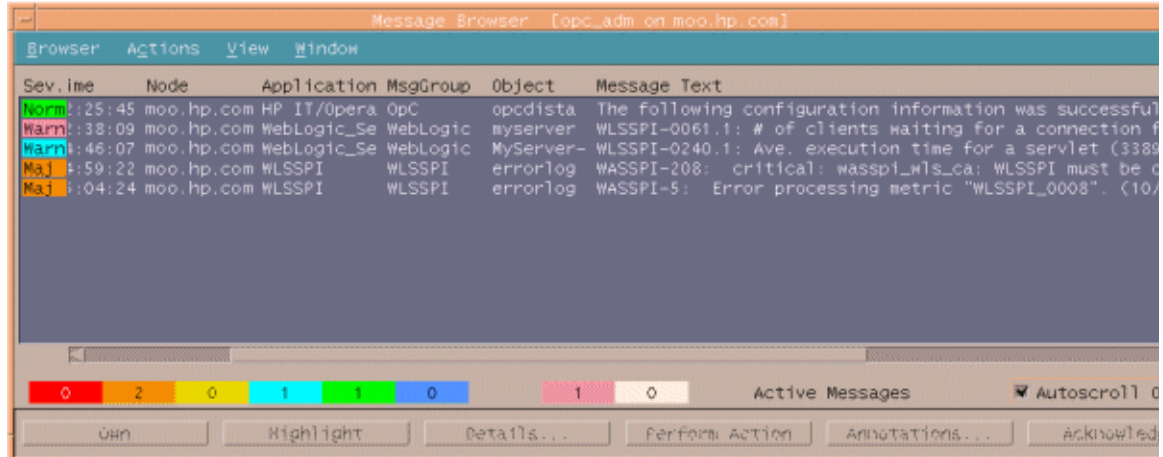 Message Browser [opc_adm on moo.hp.com]
Browser Actions View Window
Sev.ime Node Application MsgGroup Object Message Text
Norm:25:45 moo.hp.com HP IT/Opera OpC opcdista The following configuration information was successful
Warn:38:09 moo.hp.com WebLogic_Se WebLogic myserver WLSSPI-0061.1: # of clients waiting for a connection f
Warn:46:07 moo.hp.com WebLogic_Se WebLogic MyServer- WLSSPI-0240.1: Ave. execution time for a servlet (3389
Maj :59:22 moo.hp.com WLSSPI WLSSPI errorlog WASSPI-208: critical: wasspi_wls_ca: WLSSPI must be c
Maj :04:24 moo.hp.com WLSSPI WLSSPI errorlog WASSPI-5: Error processing metric "WLSSPI_0008". (10/
0 2 0 1 1 0 1 0 Active Messages Autoscroll
Own Highlight Details... Perform Action Annotations... Acknowled